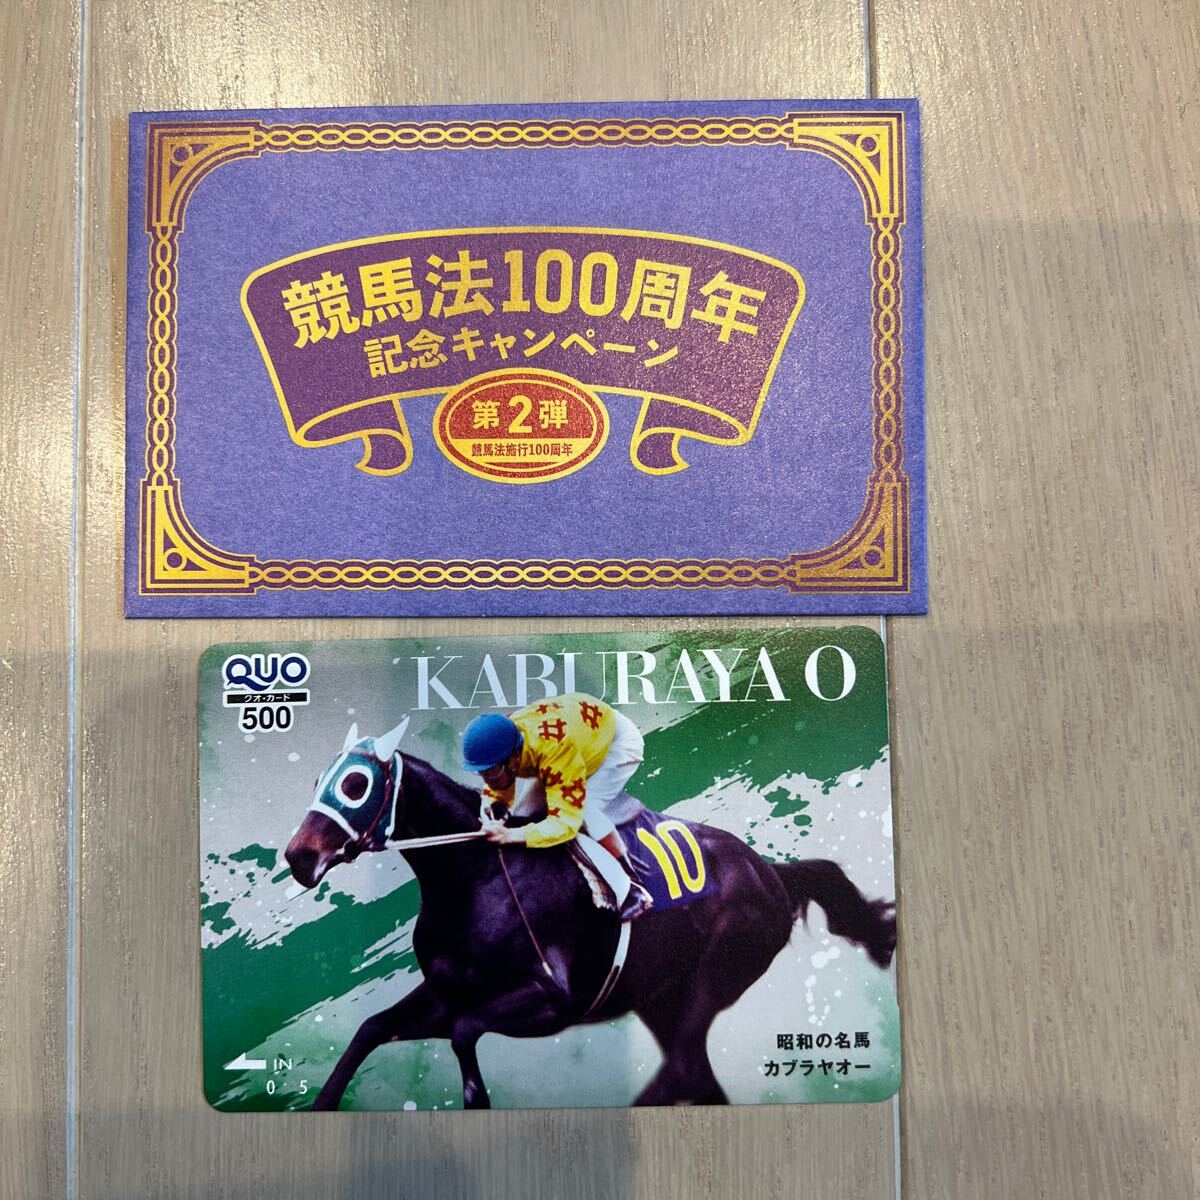 競馬法100周年
記念キャンペーン
第2弾
競馬法施行100周年
QUO
クオ・カード
500
KABURAYA O
10
昭和の名馬
カブラヤオー
IN
0 5